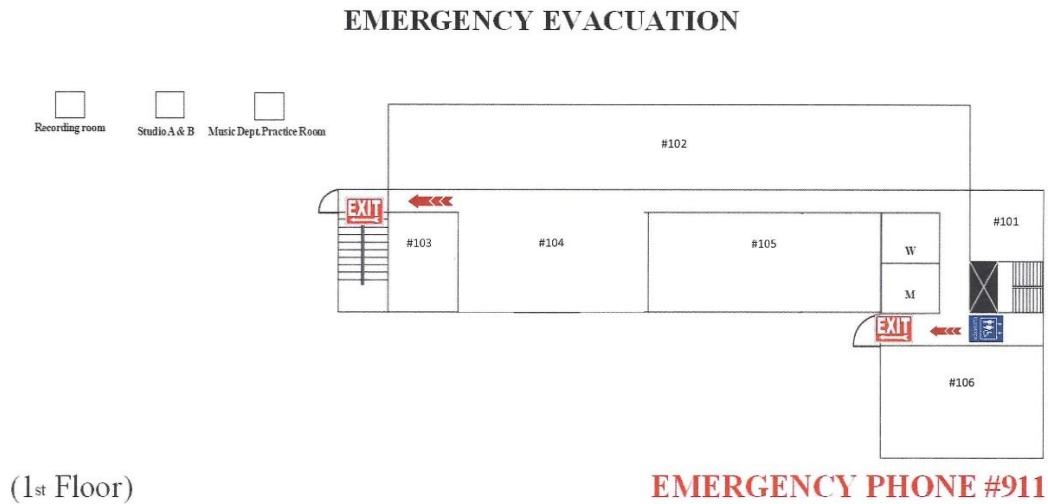 EMERGENCY EVACUATION
Recording room
Studio A & B
Music Dept. Practice Room
#102
EXIT
#101
#103
#104
#105
W
M
EXIT
#106
(1st Floor)
EMERGENCY PHONE #911